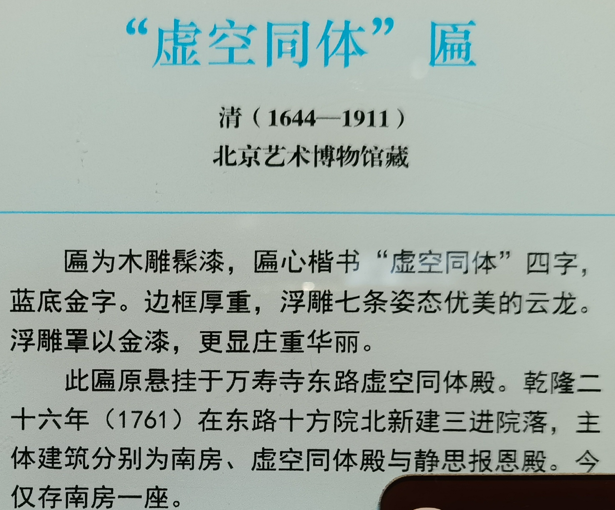 “虚空同体”匾
清（1644—1911）
北京艺术博物馆藏
匾为木雕髹漆，匾心楷书“虚空同体”四字，
蓝底金字。边框厚重，浮雕七条姿态优美的云龙。
浮雕罩以金漆，更显庄重华丽。
此匾原悬挂于万寿寺东路虚空同体殿。乾隆二
十六年（1761）在东路十方院北新建三进院落，主
体建筑分别为南房、虚空同体殿与静思报恩殿。今
仅存南房一座。